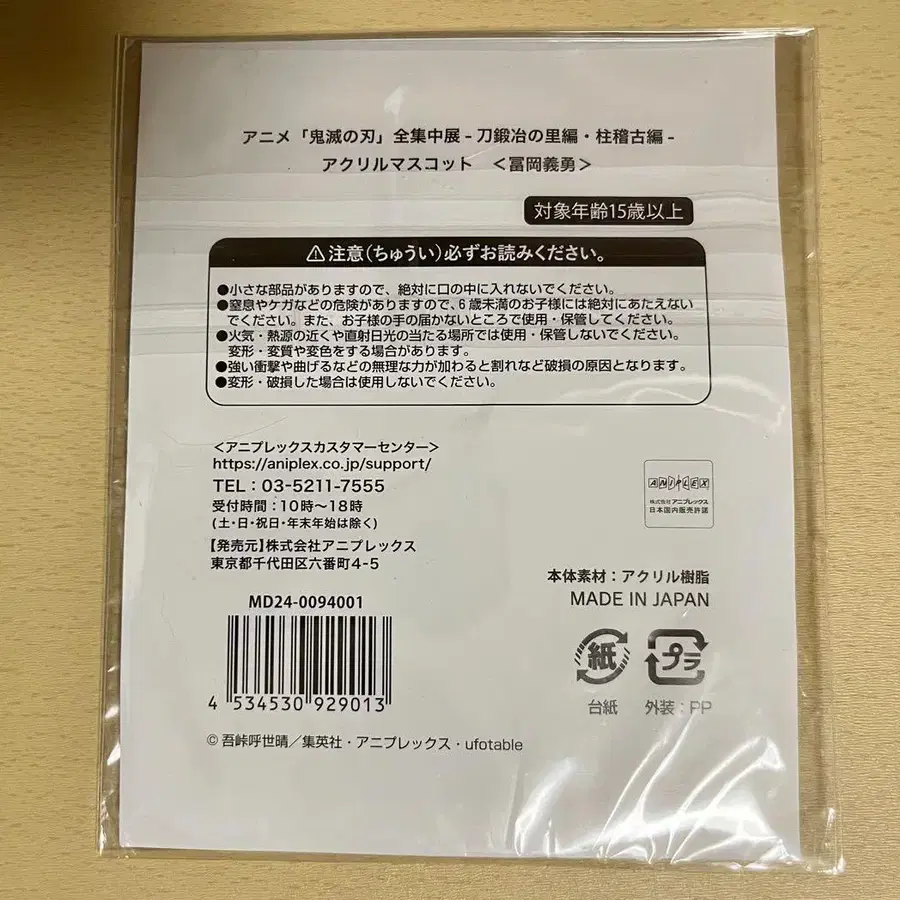 アニメ「鬼滅の刃」全集中展 - 刀鍛冶の里編・柱稽古編 -
アクリルマスコット ＜冨岡義勇＞
対象年齢15歳以上
⚠注意（ちゅうい）必ずお読みください。
●小さな部品がありますので、絶対に口の中に入れないでください。
●窒息やケガなどの危険がありますので、6歳未満のお子様には絶対にあたえない
でください。また、お子様の手の届かないところで使用・保管してください。
●火気・熱源の近くや直射日光の当たる場所では使用・保管しないでください。
変形・変質や変色をする場合があります。
●強い衝撃や曲げるなどの無理な力が加わると割れなど破損の原因となります。
●変形・破損した場合は使用しないでください。
＜アニプレックスカスタマーセンター＞
https://aniplex.co.jp/support/
TEL：03-5211-7555
受付時間：10時～18時
(土・日・祝日・年末年始は除く)
【発売元】株式会社アニプレックス
東京都千代田区六番町4-5
ANIPLEX
株式会社アニプレックス
日本国内販売許諾
本体素材：アクリル樹脂
MADE IN JAPAN
MD24-0094001
4 534530 929013
紙
プラ
台紙
外装：PP
© 吾峠呼世晴／集英社・アニプレックス・ufotable